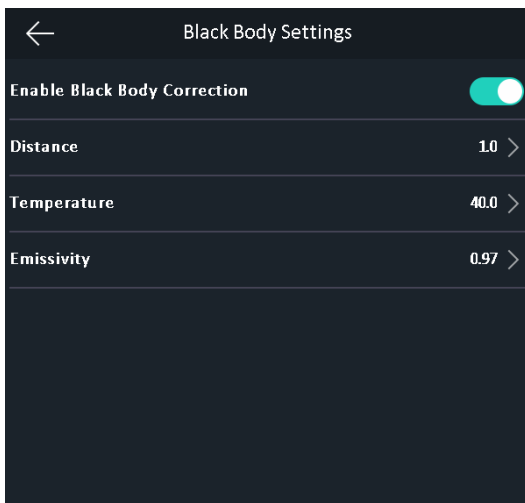 Black Body Settings
Enable Black Body Correction
Distance 1.0
Temperature 40.0
Emissivity 0.97